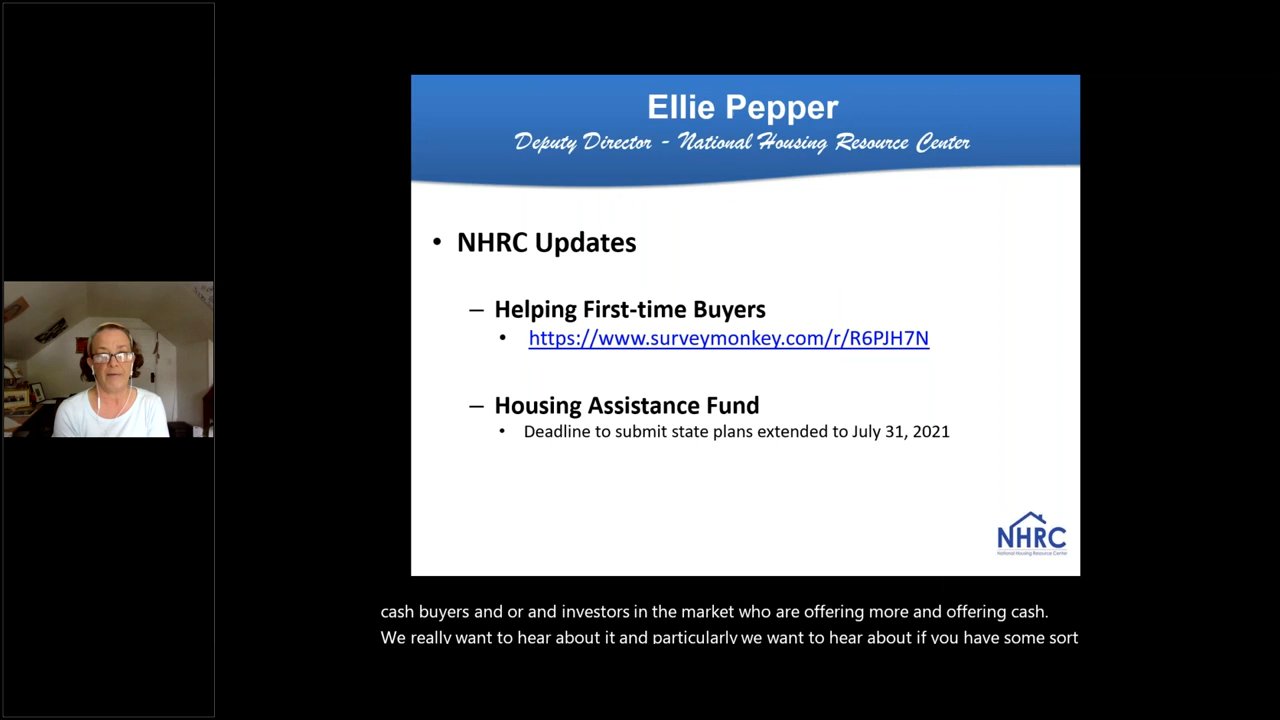 Ellie Pepper
Deputy Director - National Housing Resource Center
• NHRC Updates
– Helping First-time Buyers
• https://www.surveymonkey.com/r/R6PJH7N
– Housing Assistance Fund
• Deadline to submit state plans extended to July 31, 2021
NHRC
National Housing Resource Center
cash buyers and or and investors in the market who are offering more and offering cash.
We really want to hear about it and particularly we want to hear about if you have some sort